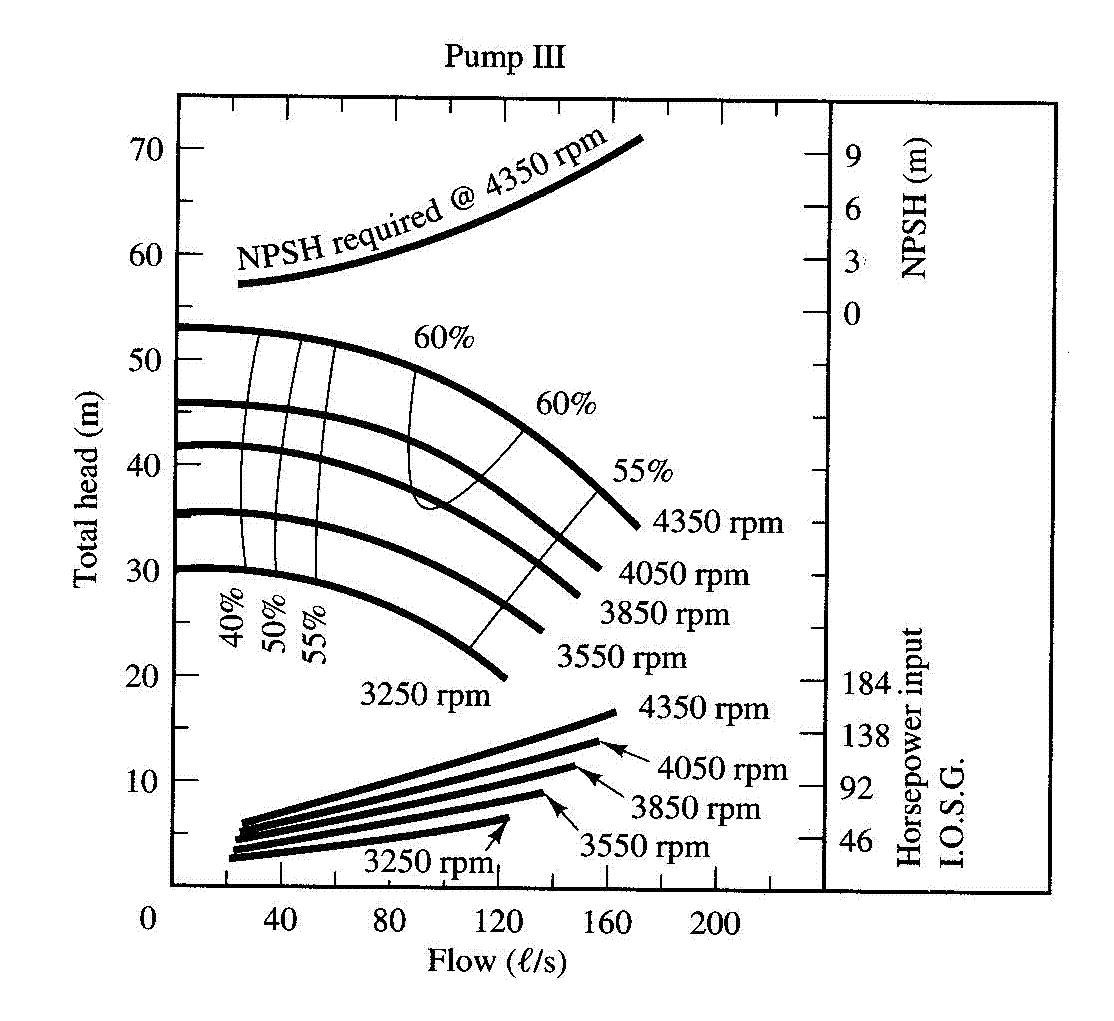 Pump III
70
60
50
40
30
20
10
0
Total head (m)
NPSH required @ 4350 rpm
9
6
3
0
NPSH (m)
60%
60%
55%
4350 rpm
4050 rpm
3850 rpm
3550 rpm
3250 rpm
40%
50%
55%
4350 rpm
4050 rpm
3850 rpm
3550 rpm
3250 rpm
184
138
92
46
Horsepower input
I.O.S.G.
40
80
120
160
200
Flow (ℓ/s)